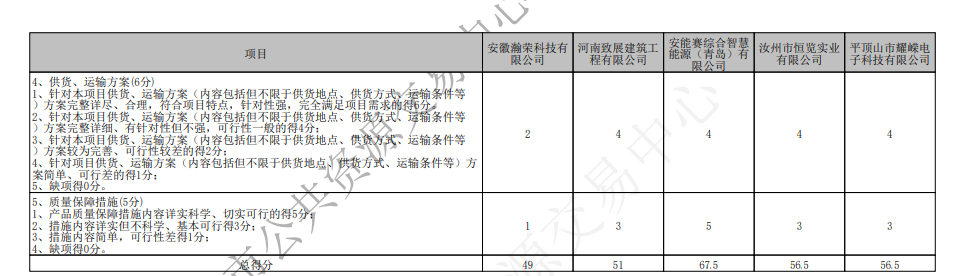 项目
安徽瀚荣科技有
限公司
河南致展建筑工
程有限公司
安能赛综合智慧
能源（青岛）有
限公司
汝州市恒览实业
有限公司
平顶山市耀嵘电
子科技有限公司
4、供货、运输方案(6分)
1、针对本项目供货、运输方案（内容包括但不限于供货地点、供货方式、运输条件等
）方案完整详尽、合理，符合项目特点，针对性强，完全满足项目需求的得6分；
2、针对本项目供货、运输方案（内容包括但不限于供货地点、供货方式、运输条件等
）方案完整详细、有针对性但不强，可行性一般的得4分；
3、针对本项目供货、运输方案（内容包括但不限于供货地点、供货方式、运输条件等
）方案较为完善、可行性较差的得2分；
4、针对项目供货、运输方案（内容包括但不限于供货地点、供货方式、运输条件等）方
案简单、可行差的得1分；
5、缺项得0分。
2
4
4
4
4
5、质量保障措施(5分)
1、产品质量保障措施内容详实科学、切实可行的得5分；
2、措施内容详实但不科学、基本可行得3分；
3、措施内容简单，可行性差得1分；
4、缺项得0分。
1
3
5
3
3
总得分
49
51
67.5
56.5
56.5
市公共资源交易中心
源交易中心